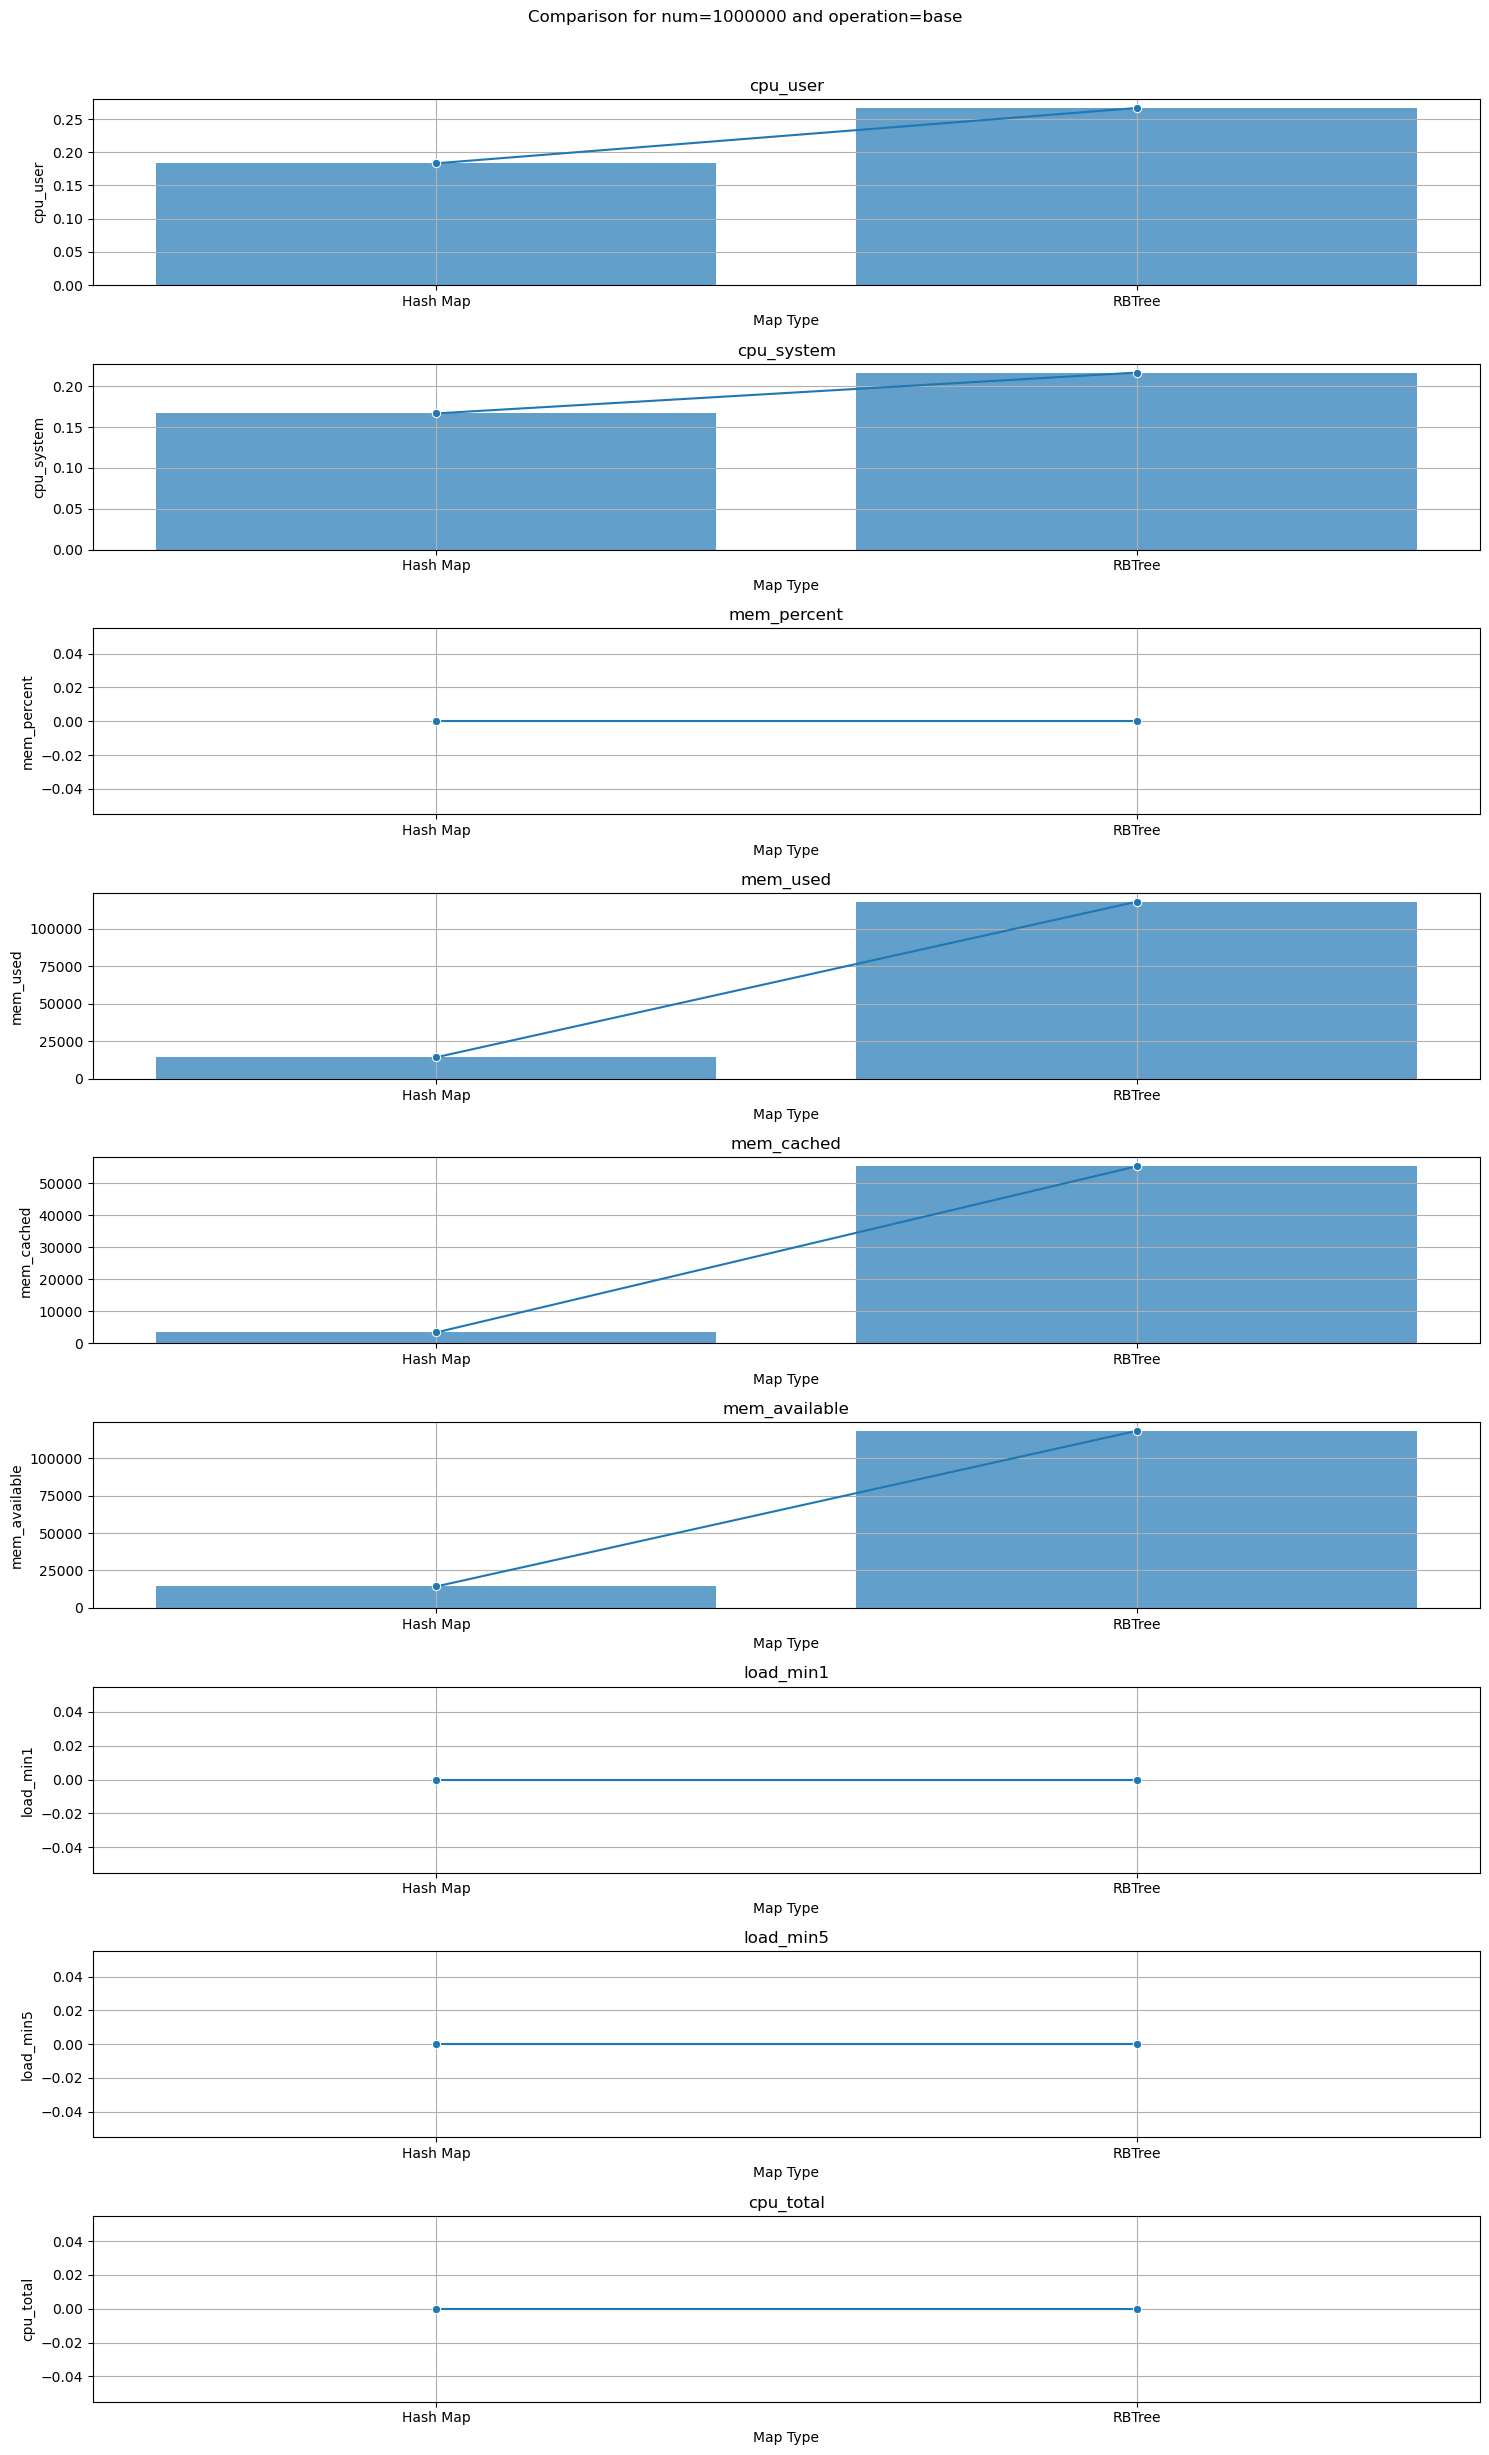 Comparison for num=1000000 and operation=base
cpu_user
cpu_user
0.25
0.20
0.15
0.10
0.05
0.00
Hash Map RBTree
Map Type
cpu_system
cpu_system
0.20
0.15
0.10
0.05
0.00
Hash Map RBTree
Map Type
mem_percent
mem_percent
0.04
0.02
0.00
−0.02
−0.04
Hash Map RBTree
Map Type
mem_used
mem_used
100000
75000
50000
25000
0
Hash Map RBTree
Map Type
mem_cached
mem_cached
50000
40000
30000
20000
10000
0
Hash Map RBTree
Map Type
mem_available
mem_available
100000
75000
50000
25000
0
Hash Map RBTree
Map Type
load_min1
load_min1
0.04
0.02
0.00
−0.02
−0.04
Hash Map RBTree
Map Type
load_min5
load_min5
0.04
0.02
0.00
−0.02
−0.04
Hash Map RBTree
Map Type
cpu_total
cpu_total
0.04
0.02
0.00
−0.02
−0.04
Hash Map RBTree
Map Type